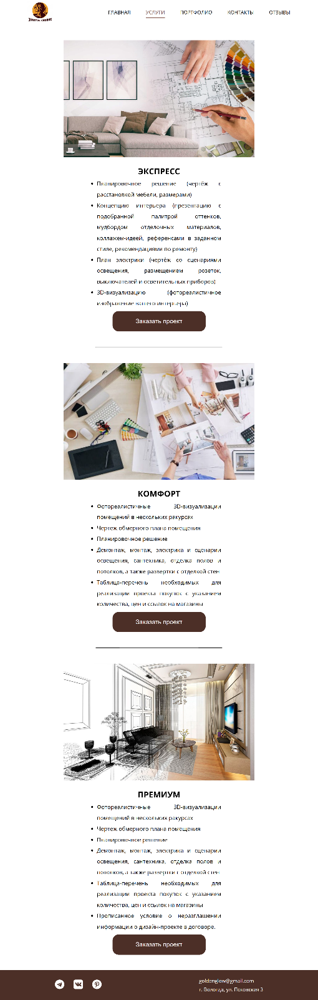 ЗОЛОТОЕ СИЯНИЕ
ГЛАВНАЯ УСЛУГИ ПОРТФОЛИО КОНТАКТЫ ОТЗЫВЫ
ЭКСПРЕСС
• Планировочное решение (чертёж с
расстановкой мебели, размерами)
• Концепцию интерьера (презентацию с
подобранной палитрой оттенков,
мудбордом отделочных материалов,
коллажем-идеей, референсами в заданном
стиле, рекомендациями по ремонту)
• План электрики (чертёж со сценариями
освещения, размещением розеток,
выключателей и осветительных приборов)
• 3D-визуализацию (фотореалистичное
изображение вашего интерьера)
Заказать проект
КОМФОРТ
• Фотореалистичные 3D-визуализации
помещений в нескольких ракурсах
• Чертеж обмерного плана помещения
• Планировочное решение
• Демонтаж, монтаж, электрика и сценарии
освещения, сантехника, отделка полов и
потолков, а также развертки с отделкой стен
• Таблица-перечень необходимых для
реализации проекта покупок с указанием
количества, цен и ссылок на магазины
Заказать проект
ПРЕМИУМ
• Фотореалистичные 3D-визуализации
помещений в нескольких ракурсах
• Чертеж обмерного плана помещения
• Планировочное решение
• Демонтаж, монтаж, электрика и сценарии
освещения, сантехника, отделка полов и
потолков, а также развертки с отделкой стен
• Таблица-перечень необходимых для
реализации проекта покупок с указанием
количества, цен и ссылок на магазины
• Прописанное условие о неразглашении
информации о дизайн-проекте в договоре.
Заказать проект
goldenglow@gmail.com
г. Вологда, ул. Псковская 3